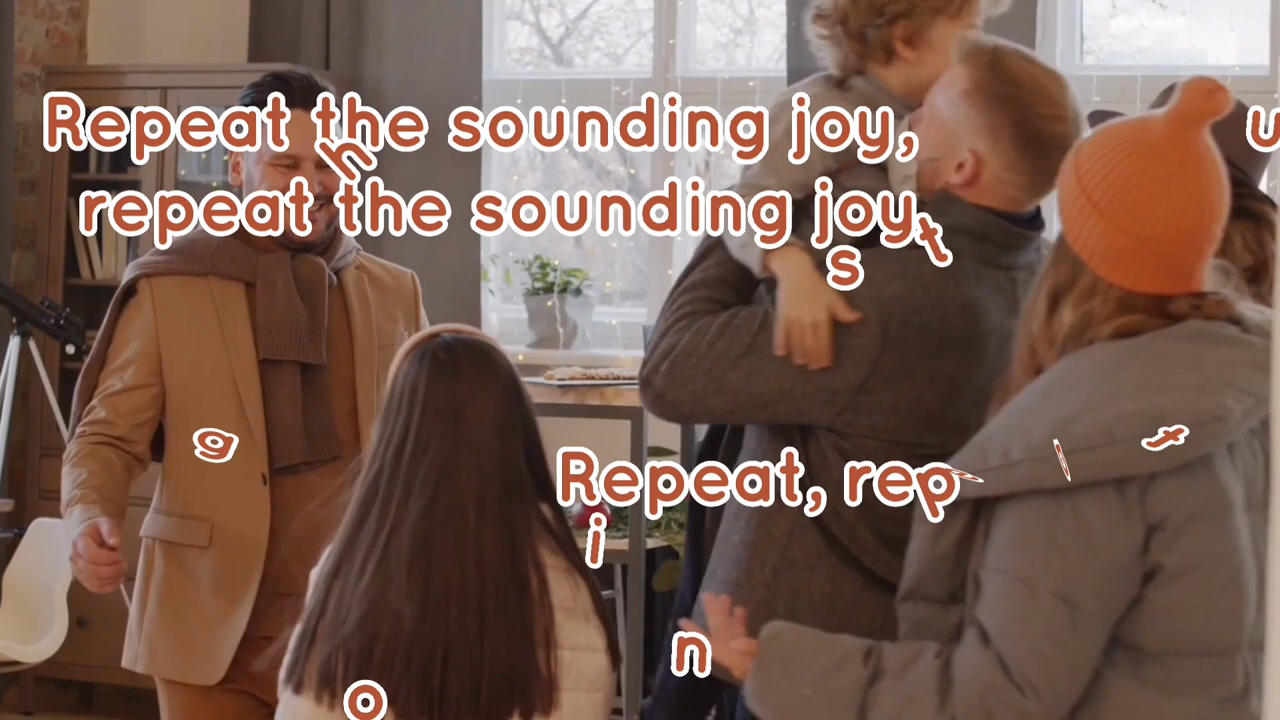 Repeat the sounding joy,
repeat the sounding joy
Repeat, rep